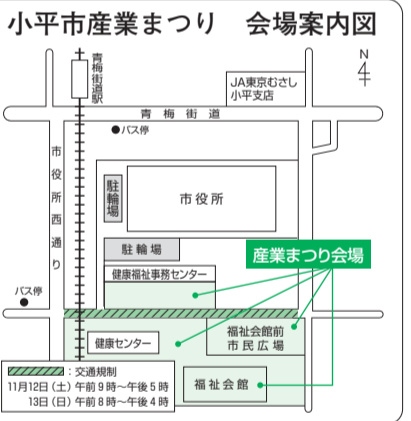 小平市産業まつり 会場案内図
N
青梅街道駅
JA東京むさし
小平支店
青梅街道
バス停
市役所西通り
駐輪場
市役所
駐輪場
産業まつり会場
健康福祉事務センター
バス停
健康センター
福祉会館前
市民広場
福祉会館
:交通規制
11月12日(土)午前9時〜午後5時
13日(日)午前8時〜午後4時